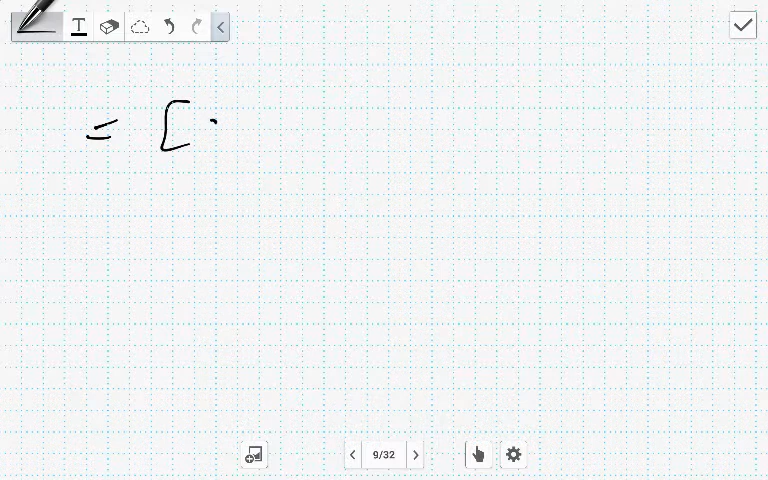 T
= [ -
9/32